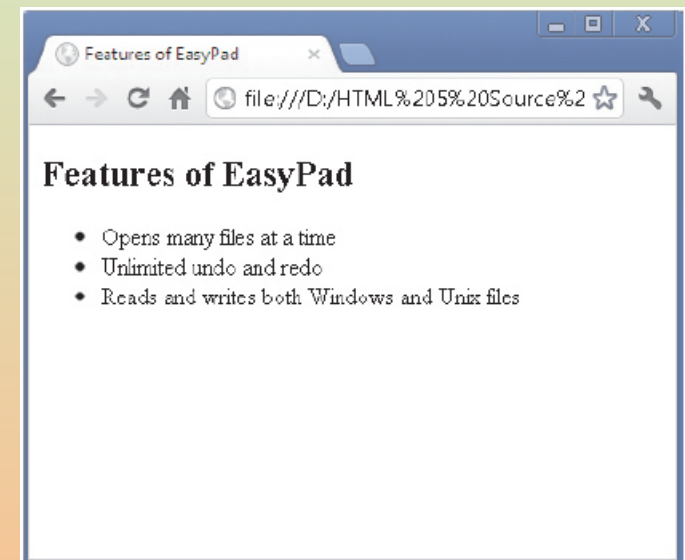 Features of EasyPad
file:///D:/HTML%205%20Source%2
Features of EasyPad
• Opens many files at a time
• Unlimited undo and redo
• Reads and writes both Windows and Unix files